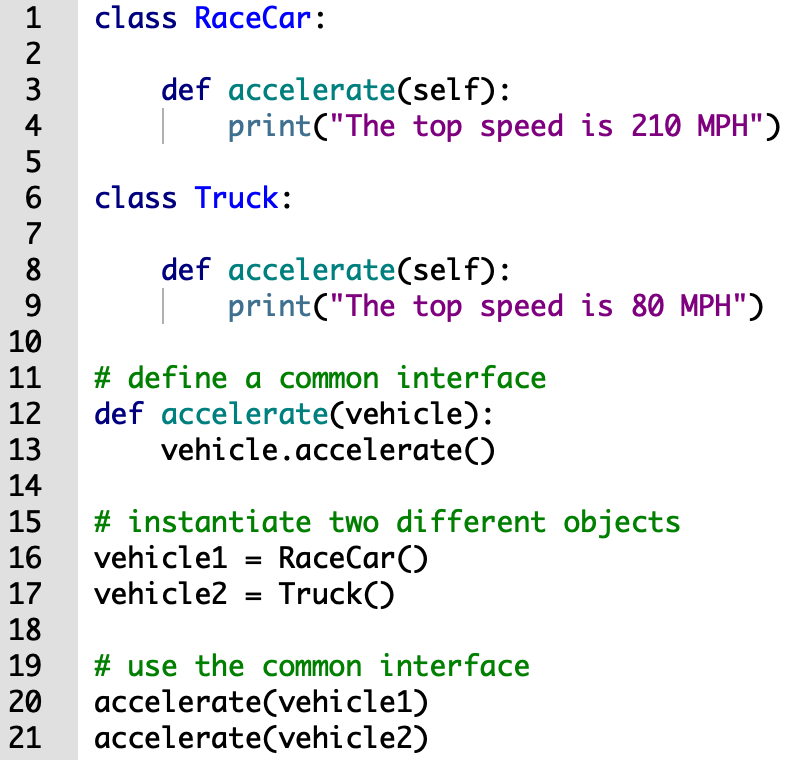 1 class RaceCar:
2
3     def accelerate(self):
4         print("The top speed is 210 MPH")
5
6 class Truck:
7
8     def accelerate(self):
9         print("The top speed is 80 MPH")
10
11 # define a common interface
12 def accelerate(vehicle):
13     vehicle.accelerate()
14
15 # instantiate two different objects
16 vehicle1 = RaceCar()
17 vehicle2 = Truck()
18
19 # use the common interface
20 accelerate(vehicle1)
21 accelerate(vehicle2)